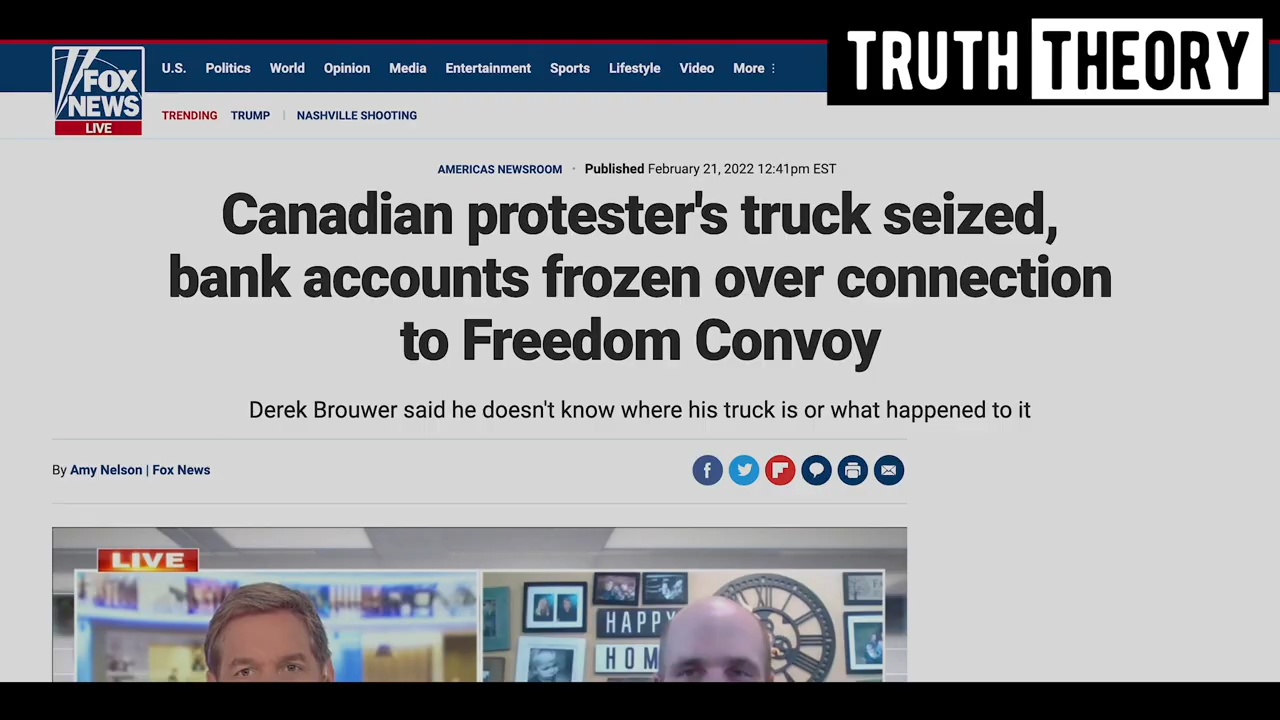 TRUTH THEORY
FOX
NEWS
LIVE
U.S. Politics World Opinion Media Entertainment Sports Lifestyle Video More
TRENDING TRUMP NASHVILLE SHOOTING
AMERICAS NEWSROOM · Published February 21, 2022 12:41pm EST
Canadian protester's truck seized,
bank accounts frozen over connection
to Freedom Convoy
Derek Brouwer said he doesn't know where his truck is or what happened to it
By Amy Nelson | Fox News
LIVE
HAPPY
HOM